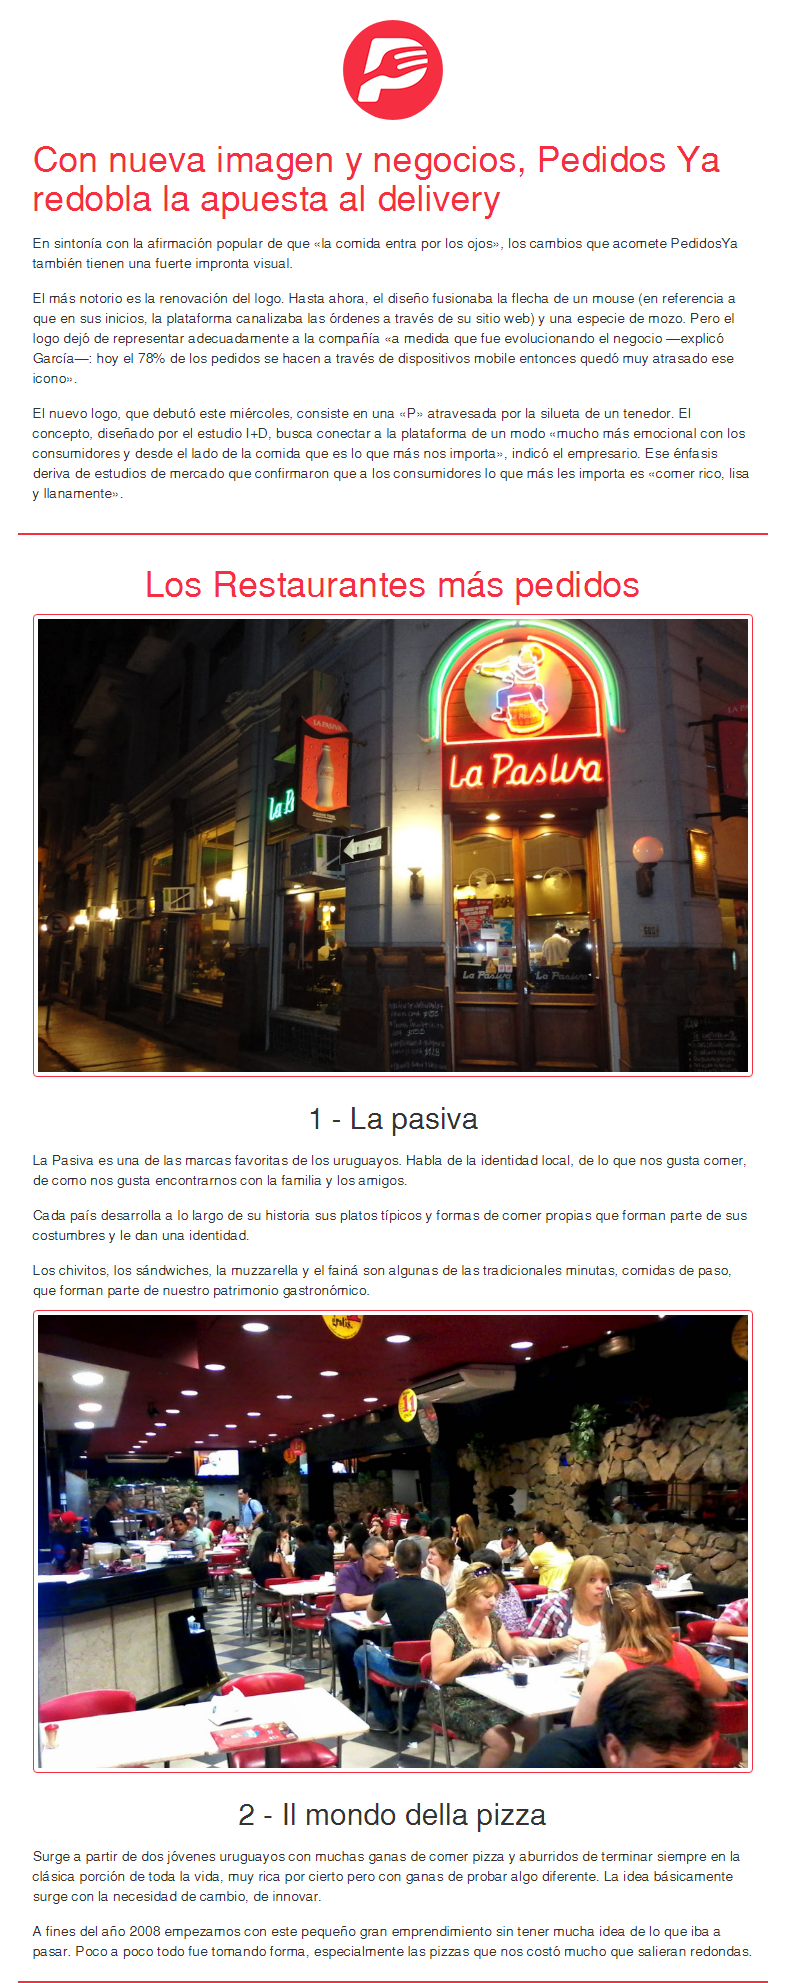 Con nueva imagen y negocios, Pedidos Ya
redobla la apuesta al delivery
En sintonía con la afirmación popular de que «la comida entra por los ojos», los cambios que acomete PedidosYa
también tienen una fuerte impronta visual.
El más notorio es la renovación del logo. Hasta ahora, el diseño fusionaba la flecha de un mouse (en referencia a
que en sus inicios, la plataforma canalizaba las órdenes a través de su sitio web) y una especie de mozo. Pero el
logo dejó de representar adecuadamente a la compañía «a medida que fue evolucionando el negocio —explicó
García—: hoy el 78% de los pedidos se hacen a través de dispositivos mobile entonces quedó muy atrasado ese
icono».
El nuevo logo, que debutó este miércoles, consiste en una «P» atravesada por la silueta de un tenedor. El
concepto, diseñado por el estudio I+D, busca conectar a la plataforma de un modo «mucho más emocional con los
consumidores y desde el lado de la comida que es lo que más nos importa», indicó el empresario. Ese énfasis
deriva de estudios de mercado que confirmaron que a los consumidores lo que más les importa es «comer rico, lisa
y llanamente».
Los Restaurantes más pedidos
LA PASIVA
La Pasiva
La Pasiva
La Pasiva
1 - La pasiva
La Pasiva es una de las marcas favoritas de los uruguayos. Habla de la identidad local, de lo que nos gusta comer,
de como nos gusta encontrarnos con la familia y los amigos.
Cada país desarrolla a lo largo de su historia sus platos típicos y formas de comer propias que forman parte de sus
costumbres y le dan una identidad.
Los chivitos, los sándwiches, la muzzarella y el fainá son algunas de las tradicionales minutas, comidas de paso,
que forman parte de nuestro patrimonio gastronómico.
2 - Il mondo della pizza
Surge a partir de dos jóvenes uruguayos con muchas ganas de comer pizza y aburridos de terminar siempre en la
clásica porción de toda la vida, muy rica por cierto pero con ganas de probar algo diferente. La idea básicamente
surge con la necesidad de cambio, de innovar.
A fines del año 2008 empezamos con este pequeño gran emprendimiento sin tener mucha idea de lo que iba a
pasar. Poco a poco todo fue tomando forma, especialmente las pizzas que nos costó mucho que salieran redondas.